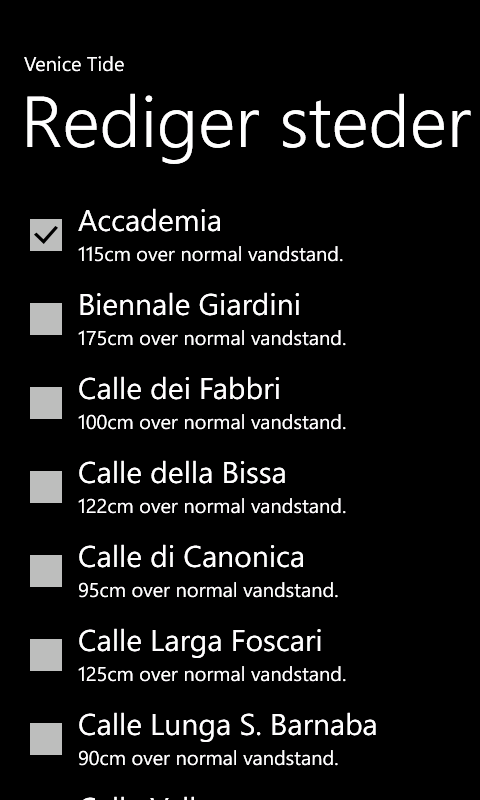 Venice Tide
Rediger steder
Accademia
115cm over normal vandstand.
Biennale Giardini
175cm over normal vandstand.
Calle dei Fabbri
100cm over normal vandstand.
Calle della Bissa
122cm over normal vandstand.
Calle di Canonica
95cm over normal vandstand.
Calle Larga Foscari
125cm over normal vandstand.
Calle Lunga S. Barnaba
90cm over normal vandstand.